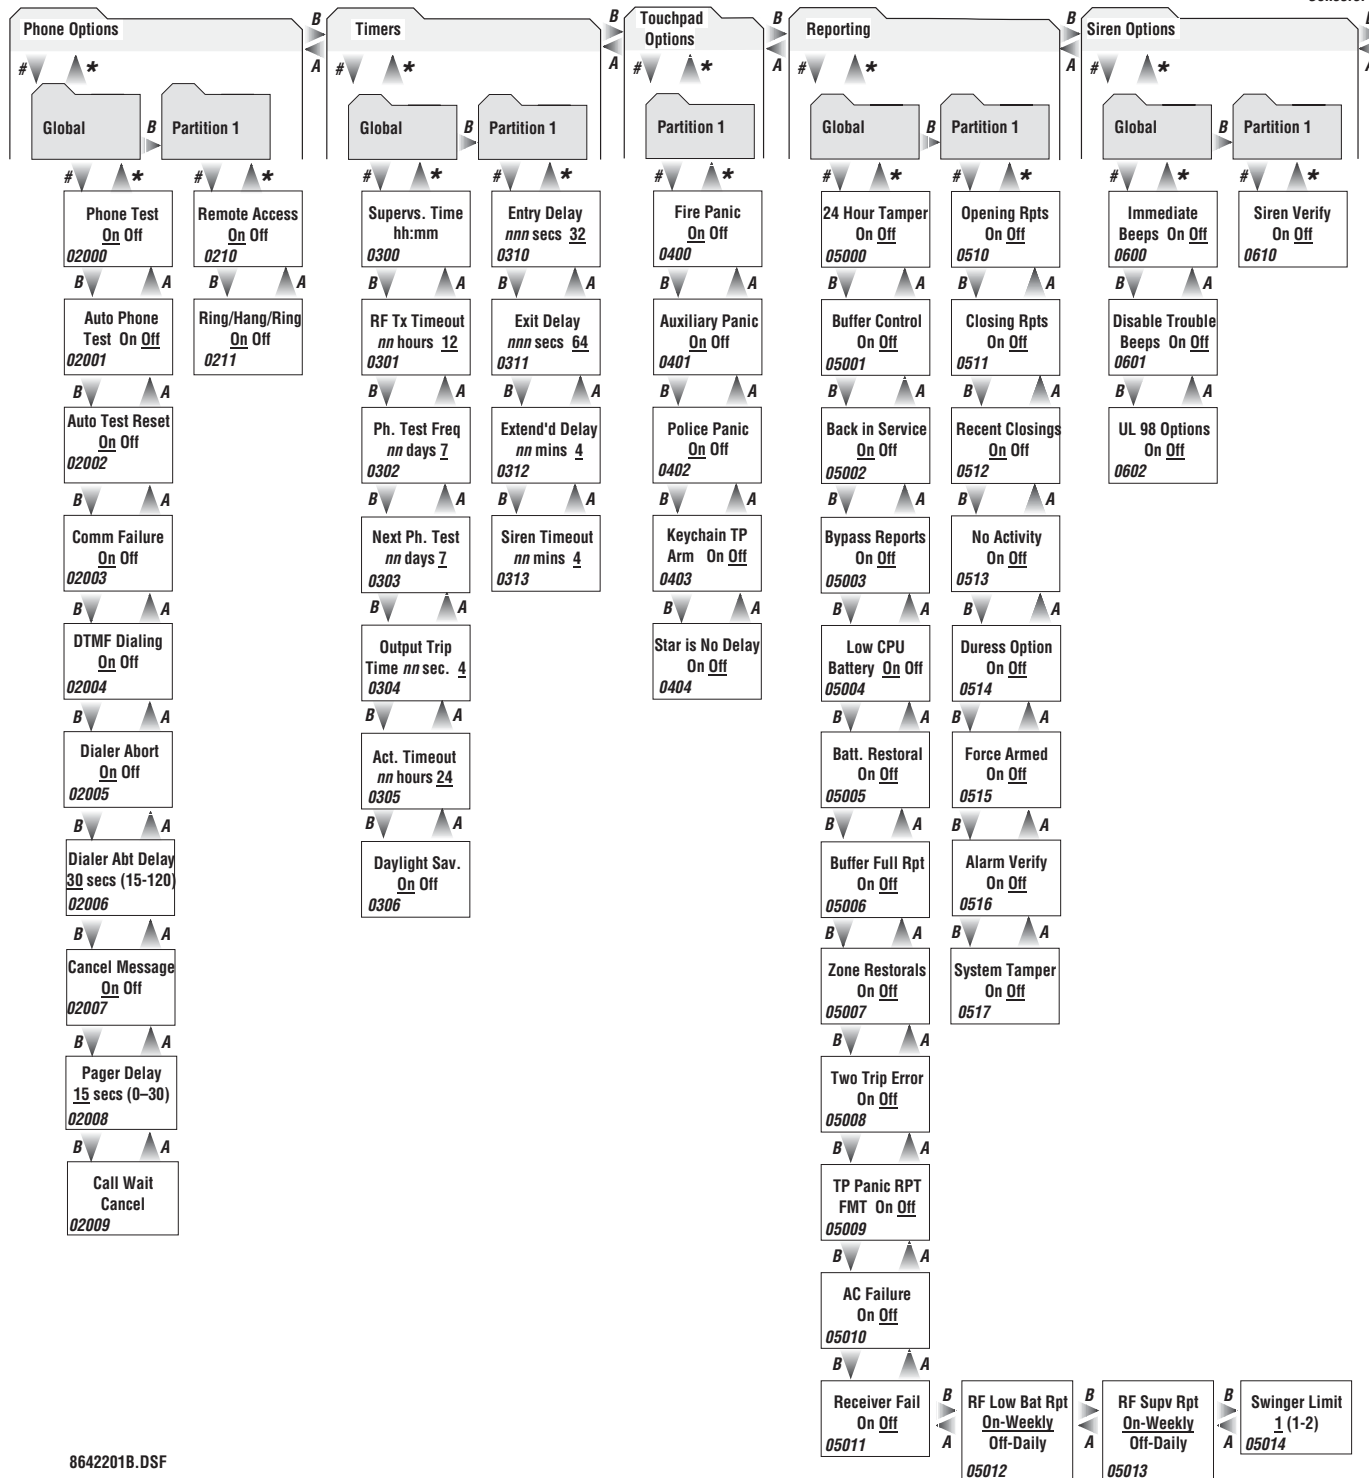 Phone Options
#
*
Global
B
Partition 1
#
*
#
*
Phone Test
On Off
02000
B
A
Auto Phone
Test On Off
02001
B
A
Auto Test Reset
On Off
02002
B
A
Comm Failure
On Off
02003
B
A
DTMF Dialing
On Off
02004
B
A
Dialer Abort
On Off
02005
B
A
Dialer Abt Delay
30 secs (15-120)
02006
B
A
Cancel Message
On Off
02007
B
A
Pager Delay
15 secs (0–30)
02008
B
A
Call Wait
Cancel
02009
Remote Access
On Off
0210
B
A
Ring/Hang/Ring
On Off
0211
B
A
Timers
#
*
Global
B
Partition 1
#
*
#
*
Supervs. Time
hh:mm
0300
B
A
RF Tx Timeout
nn hours 12
0301
B
A
Ph. Test Freq
nn days 7
0302
B
A
Next Ph. Test
nn days 7
0303
B
A
Output Trip
Time nn sec. 4
0304
B
A
Act. Timeout
nn hours 24
0305
B
A
Daylight Sav.
On Off
0306
Entry Delay
nnn secs 32
0310
B
A
Exit Delay
nnn secs 64
0311
B
A
Extend'd Delay
nn mins 4
0312
B
A
Siren Timeout
nn mins 4
0313
B
A
Touchpad
Options
#
*
Partition 1
#
*
Fire Panic
On Off
0400
B
A
Auxiliary Panic
On Off
0401
B
A
Police Panic
On Off
0402
B
A
Keychain TP
Arm On Off
0403
B
A
Star is No Delay
On Off
0404
B
A
Reporting
#
*
Global
B
Partition 1
#
*
#
*
24 Hour Tamper
On Off
05000
B
A
Buffer Control
On Off
05001
B
A
Back in Service
On Off
05002
B
A
Bypass Reports
On Off
05003
B
A
Low CPU
Battery On Off
05004
B
A
Batt. Restoral
On Off
05005
B
A
Buffer Full Rpt
On Off
05006
B
A
Zone Restorals
On Off
05007
B
A
Two Trip Error
On Off
05008
B
A
TP Panic RPT
FMT On Off
05009
B
A
AC Failure
On Off
05010
B
A
Receiver Fail
On Off
05011
B
A
RF Low Bat Rpt
On-Weekly
Off-Daily
05012
B
A
RF Supv Rpt
On-Weekly
Off-Daily
05013
B
A
Swinger Limit
1 (1-2)
05014
Opening Rpts
On Off
0510
B
A
Closing Rpts
On Off
0511
B
A
Recent Closings
On Off
0512
B
A
No Activity
On Off
0513
B
A
Duress Option
On Off
0514
B
A
Force Armed
On Off
0515
B
A
Alarm Verify
On Off
0516
B
A
System Tamper
On Off
0517
B
A
Siren Options
#
*
Global
B
Partition 1
#
*
#
*
Immediate
Beeps On Off
0600
B
A
Disable Trouble
Beeps On Off
0601
B
A
UL 98 Options
On Off
0602
Siren Verify
On Off
0610
8642201B.DSF